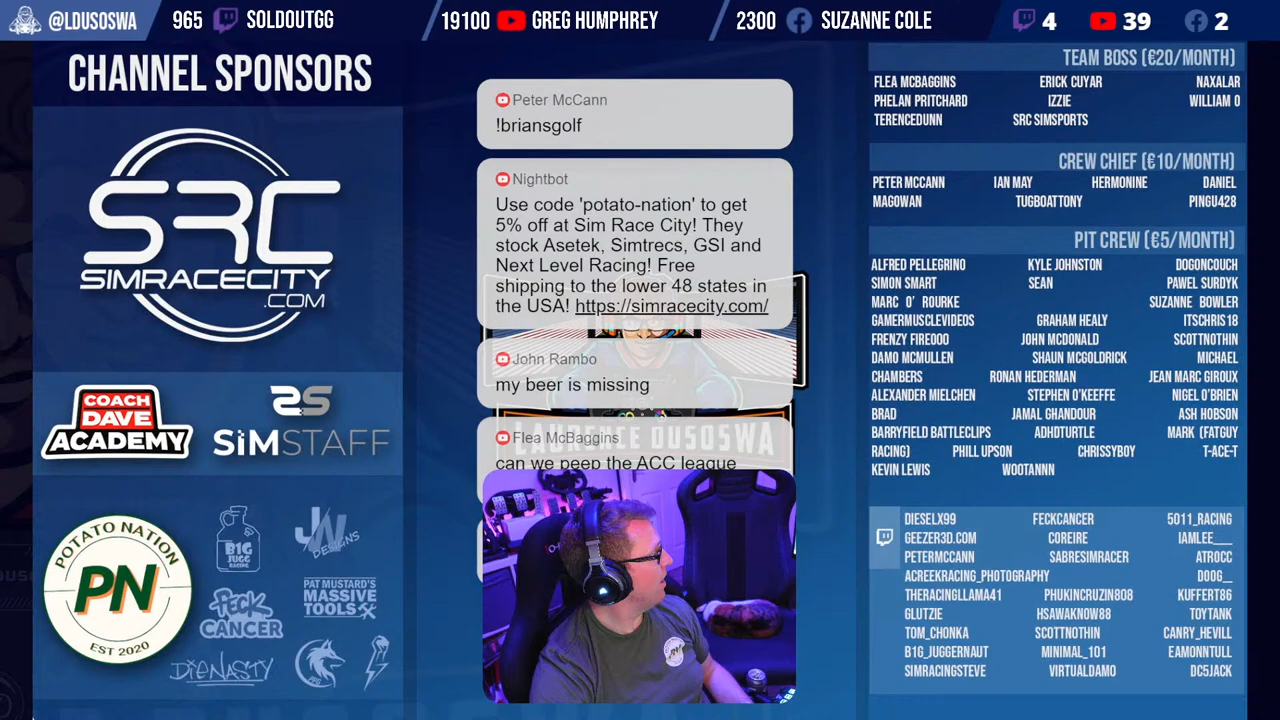 @LDUSOSWA
965 SOLDOUTGG
19100 GREG HUMPHREY
2300 SUZANNE COLE
4
39
2
CHANNEL SPONSORS
SRC
SIMRACECITY
.COM
COACH
DAVE
ACADEMY
SIMSTAFF
POTATO NATION
PN
EST 2020
B1G
JUGG
RACING
JW
DESIGNS
FECK
CANCER
PAT MUSTARD'S
MASSIVE
TOOLS
DIENASTY
Peter McCann
!briansgolf
Nightbot
Use code 'potato-nation' to get
5% off at Sim Race City! They
stock Asetek, Simtrecs, GSI and
Next Level Racing! Free
shipping to the lower 48 states in
the USA! https://simracecity.com/
John Rambo
my beer is missing
Flea McBaggins
can we peep the ACC league
LAURENCE DUSOSWA
TEAM BOSS (€20/MONTH)
FLEA MCBAGGINS ERICK CUYAR NAXALAR
PHELAN PRITCHARD IZZIE WILLIAM O
TERENCEDUNN SRC SIMSPORTS
CREW CHIEF (€10/MONTH)
PETER MCCANN IAN MAY HERMONINE DANIEL
MAGOWAN TUGBOATTONY PINGU428
PIT CREW (€5/MONTH)
ALFRED PELLEGRINO KYLE JOHNSTON DOGONCOUCH
SIMON SMART SEAN PAWEL SURDYK
MARC O' ROURKE SUZANNE BOWLER
GAMERMUSCLEVIDEOS GRAHAM HEALY ITSCHRIS18
FRENZY FIREOOO JOHN MCDONALD SCOTTNOTHIN
DAMO MCMULLEN SHAUN MCGOLDRICK MICHAEL
CHAMBERS RONAN HEDERMAN JEAN MARC GIROUX
ALEXANDER MIELCHEN STEPHEN O'KEEFFE NIGEL O'BRIEN
BRAD JAMAL GHANDOUR ASH HOBSON
BARRYFIELD BATTLECLIPS ADHDTURTLE MARK (FATGUY
RACING) PHILL UPSON CHRISSYBOY T-ACE-T
KEVIN LEWIS WOOTANNN
DIESELX99 FECKCANCER 5011_RACING
GEEZER3D.COM COREIRE IAMLEE___
PETERMCCANN SABRESIMRACER ATROCC
ACREEKRACING_PHOTOGRAPHY DOOG__
THERACINGLLAMA41 PHUKINCRUZIN808 KUFFERT86
GLUTZIE HSAWAKNOW88 TOYTANK
TOM_CHONKA SCOTTNOTHIN CANRY_HEVILL
B1G_JUGGERNAUT MINIMAL_101 EAMONNTULL
SIMRACINGSTEVE VIRTUALDAMO DC5JACK